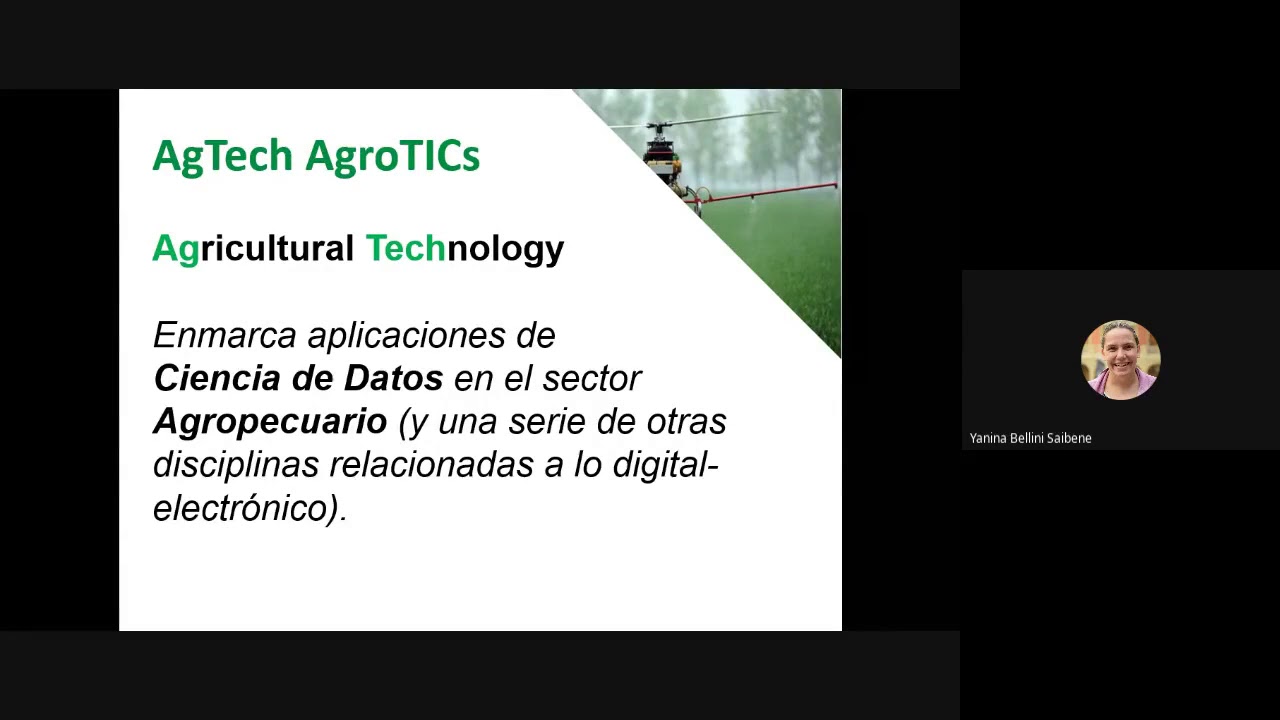 AgTech AgroTICs
Agricultural Technology
Enmarca aplicaciones de
Ciencia de Datos en el sector
Agropecuario (y una serie de otras
disciplinas relacionadas a lo digital-
electrónico).
Yanina Bellini Saibene